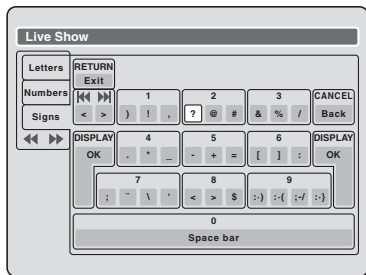 Live Show
Letters
Numbers
Signs
RETURN
Exit
< >
1
) ! ,
2
? @ #
3
& % /
CANCEL
Back
DISPLAY
OK
4
. * _
5
- + =
6
[ ] :
DISPLAY
OK
7
; ¨ \ '
8
< > $
9
:-) :-( ;-/ :-}
0
Space bar